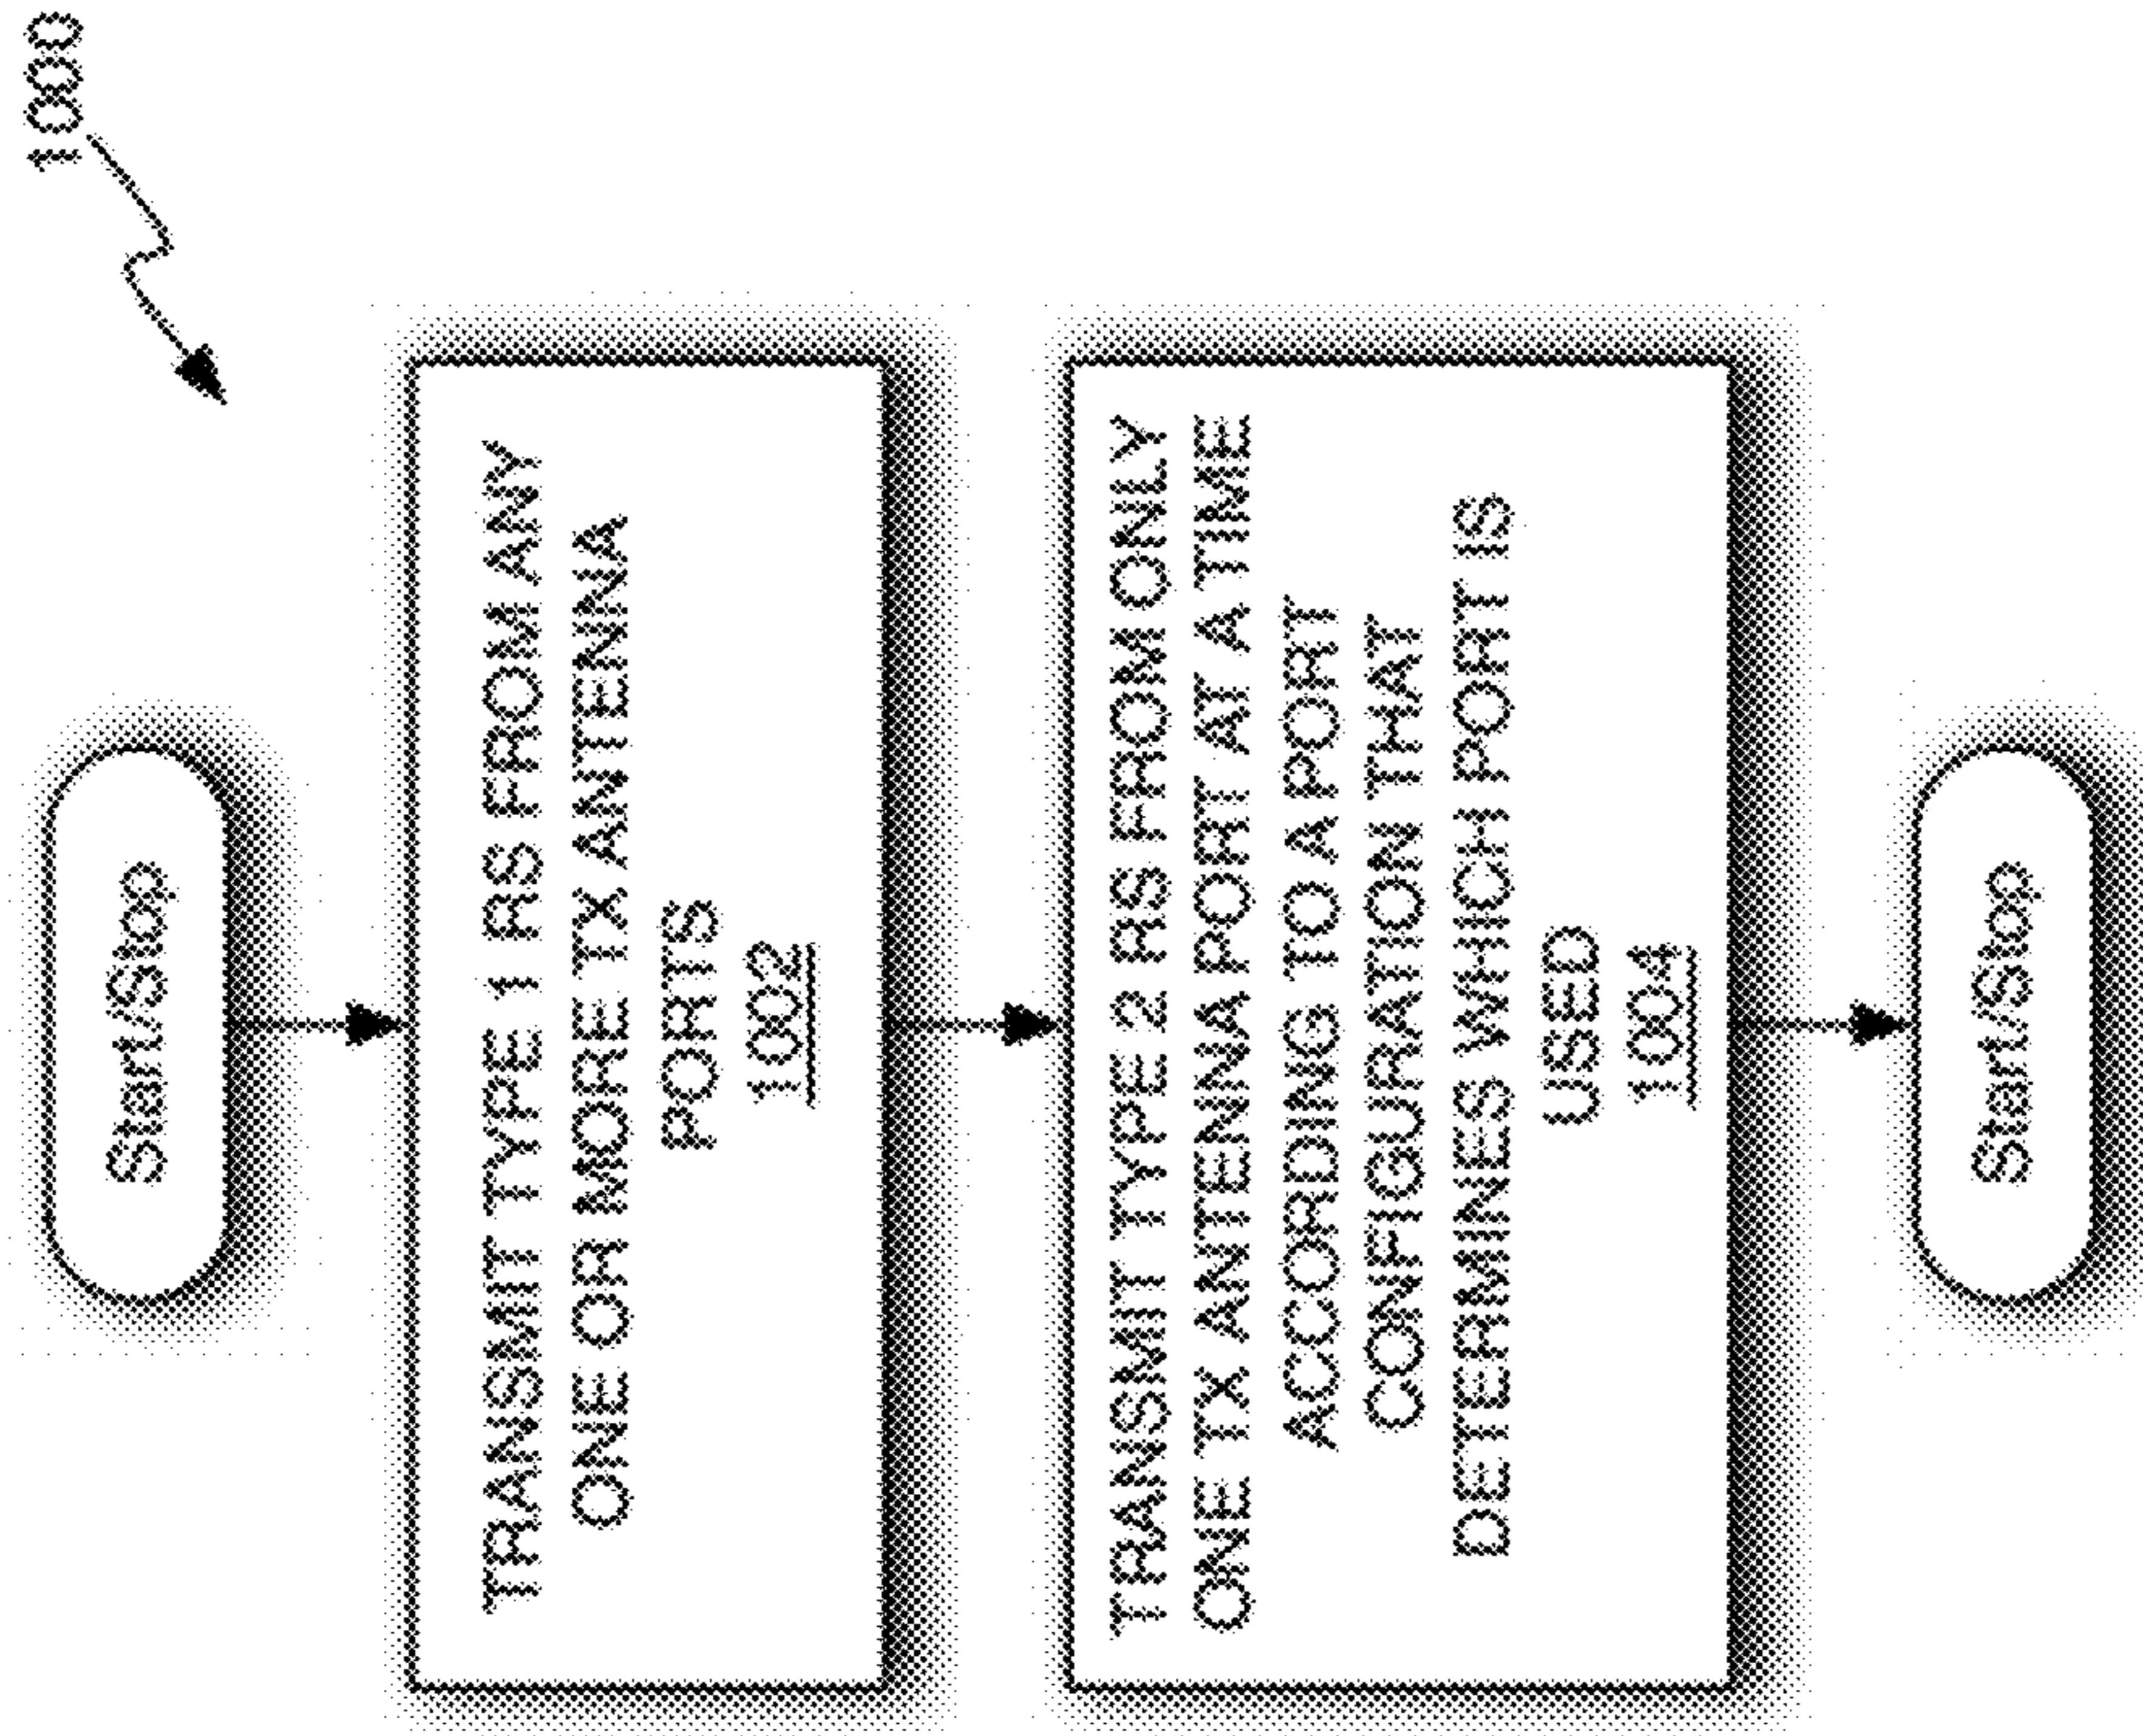 1000
Start/Stop
TRANSMIT TYPE 1 RS FROM ANY
ONE OR MORE TX ANTENNA
PORTS
1002
TRANSMIT TYPE 2 RS FROM ONLY
ONE TX ANTENNA PORT AT A TIME
ACCORDING TO A PORT
CONFIGURATION THAT
DETERMINES WHICH PORT IS
USED
1004
Start/Stop